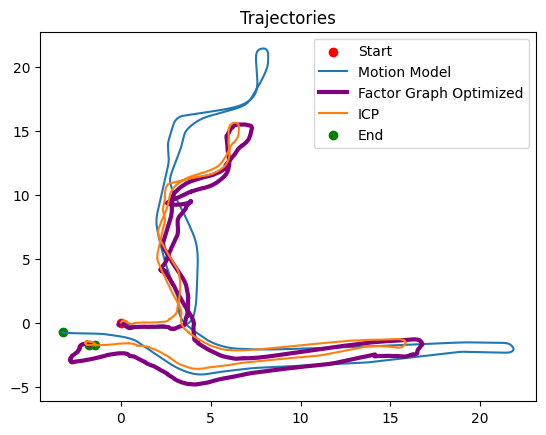 Trajectories
Start
Motion Model
Factor Graph Optimized
ICP
End
20
15
10
5
0
−5
0 5 10 15 20